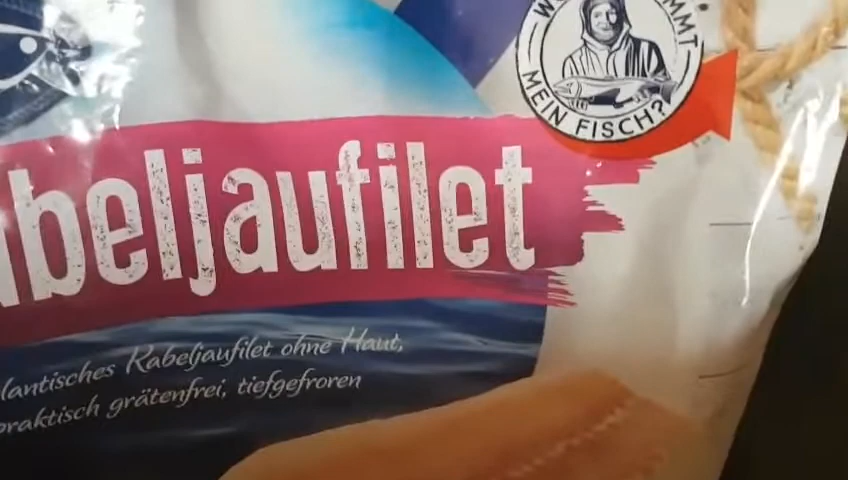 MEIN FISCH?
beljaufilet
lantisches Kabeljaufilet ohne Haut,
praktisch grätenfrei, tiefgefroren